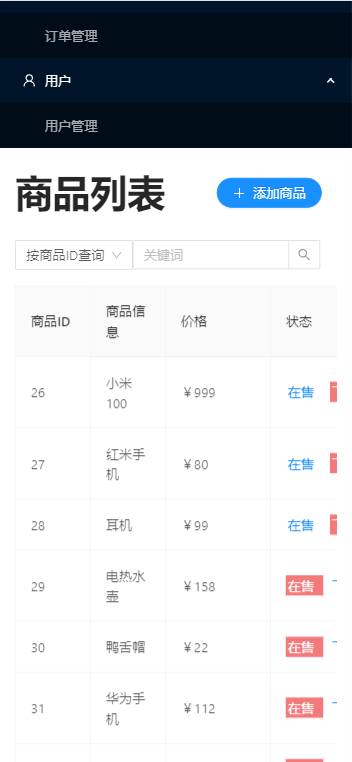 订单管理
用户
用户管理
商品列表
添加商品
按商品ID查询
关键词
商品ID
商品信
息
价格
状态
26
小米
100
￥999
在售
27
红米手
机
￥80
在售
28
耳机
￥99
在售
29
电热水
壶
￥158
在售
30
鸭舌帽
￥22
在售
31
华为手
机
￥112
在售